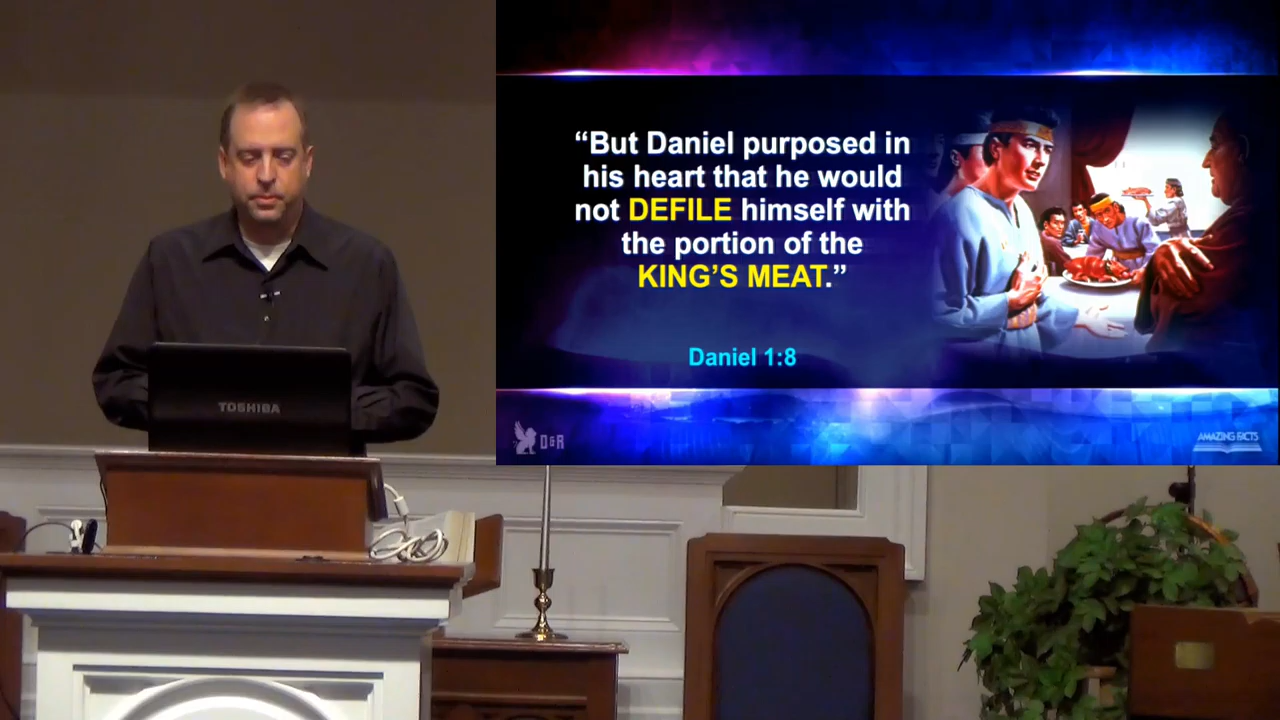 “But Daniel purposed in
his heart that he would
not DEFILE himself with
the portion of the
KING’S MEAT.”
Daniel 1:8
D&R
AMAZING FACTS
TOSHIBA